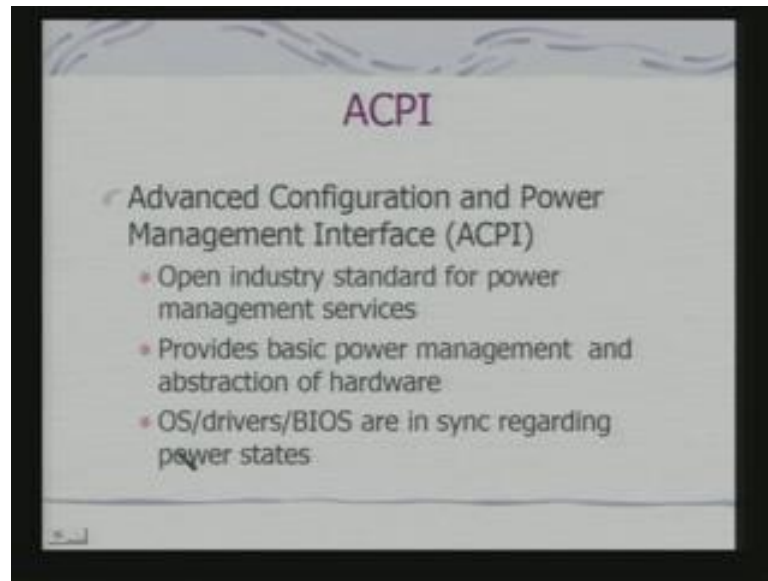 ACPI
Advanced Configuration and Power
Management Interface (ACPI)
Open industry standard for power
management services
Provides basic power management and
abstraction of hardware
OS/drivers/BIOS are in sync regarding
power states